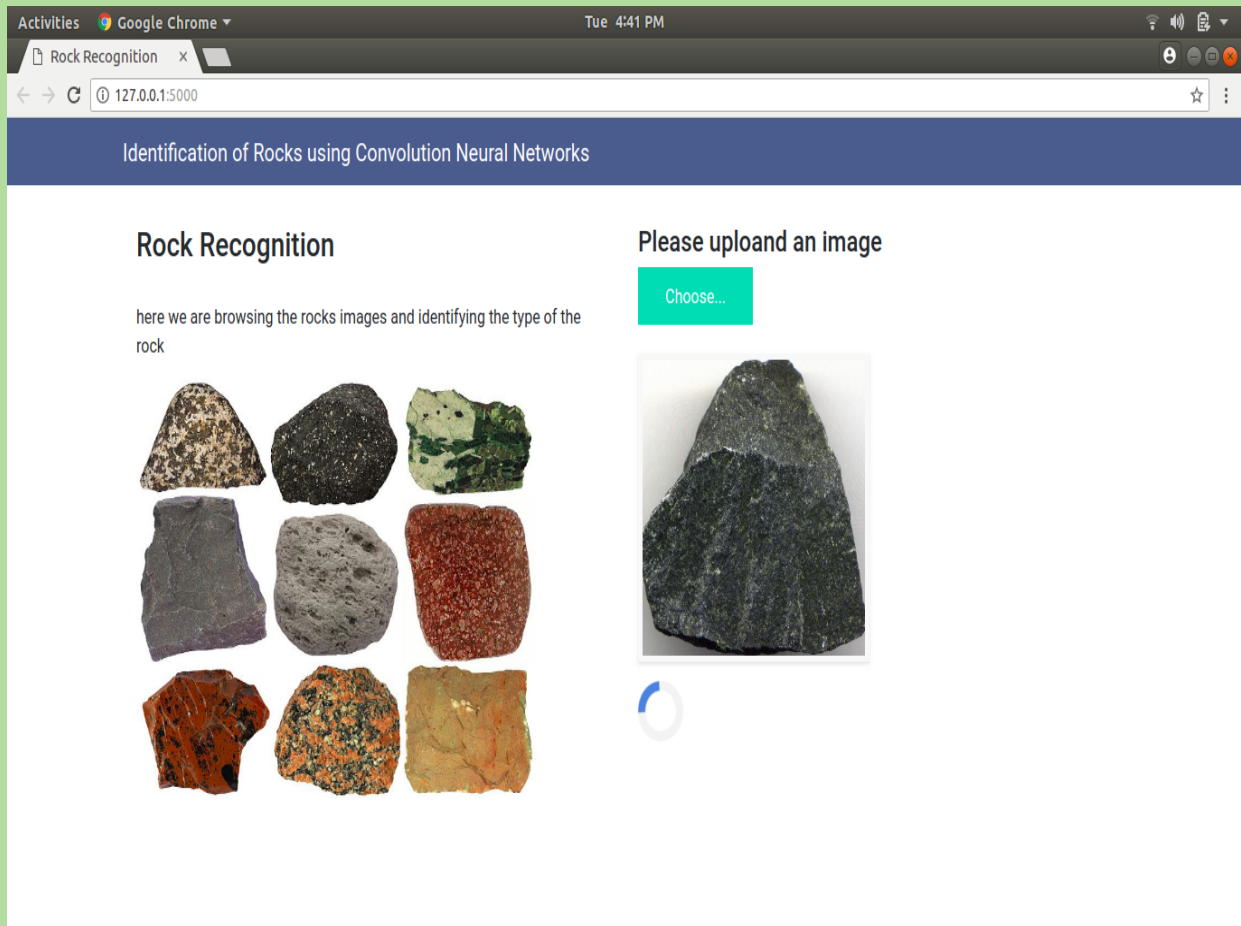 Activities Google Chrome Tue 4:41 PM
Rock Recognition ×
127.0.0.1:5000
Identification of Rocks using Convolution Neural Networks
Rock Recognition
here we are browsing the rocks images and identifying the type of the
rock
Please uploand an image
Choose...